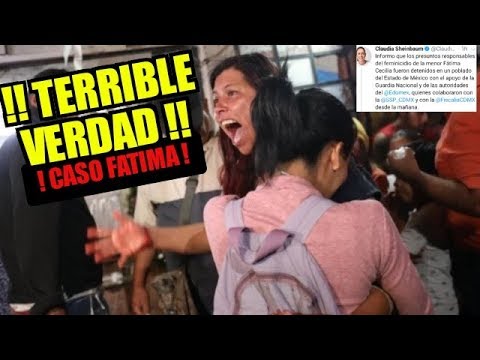 !! TERRIBLE
VERDAD !!
! CASO FATIMA !
Claudia Sheinbaum @Claud... · 1h
Informo que los presuntos responsables
del feminicidio de la menor Fátima
Cecilia fueron detenidos en un poblado
del Estado de México con el apoyo de la
Guardia Nacional y de las autoridades
del @Edomex, quienes colaboraron con
la @SSP_CDMX y con la @FiscaliaCDMX
desde la mañana.